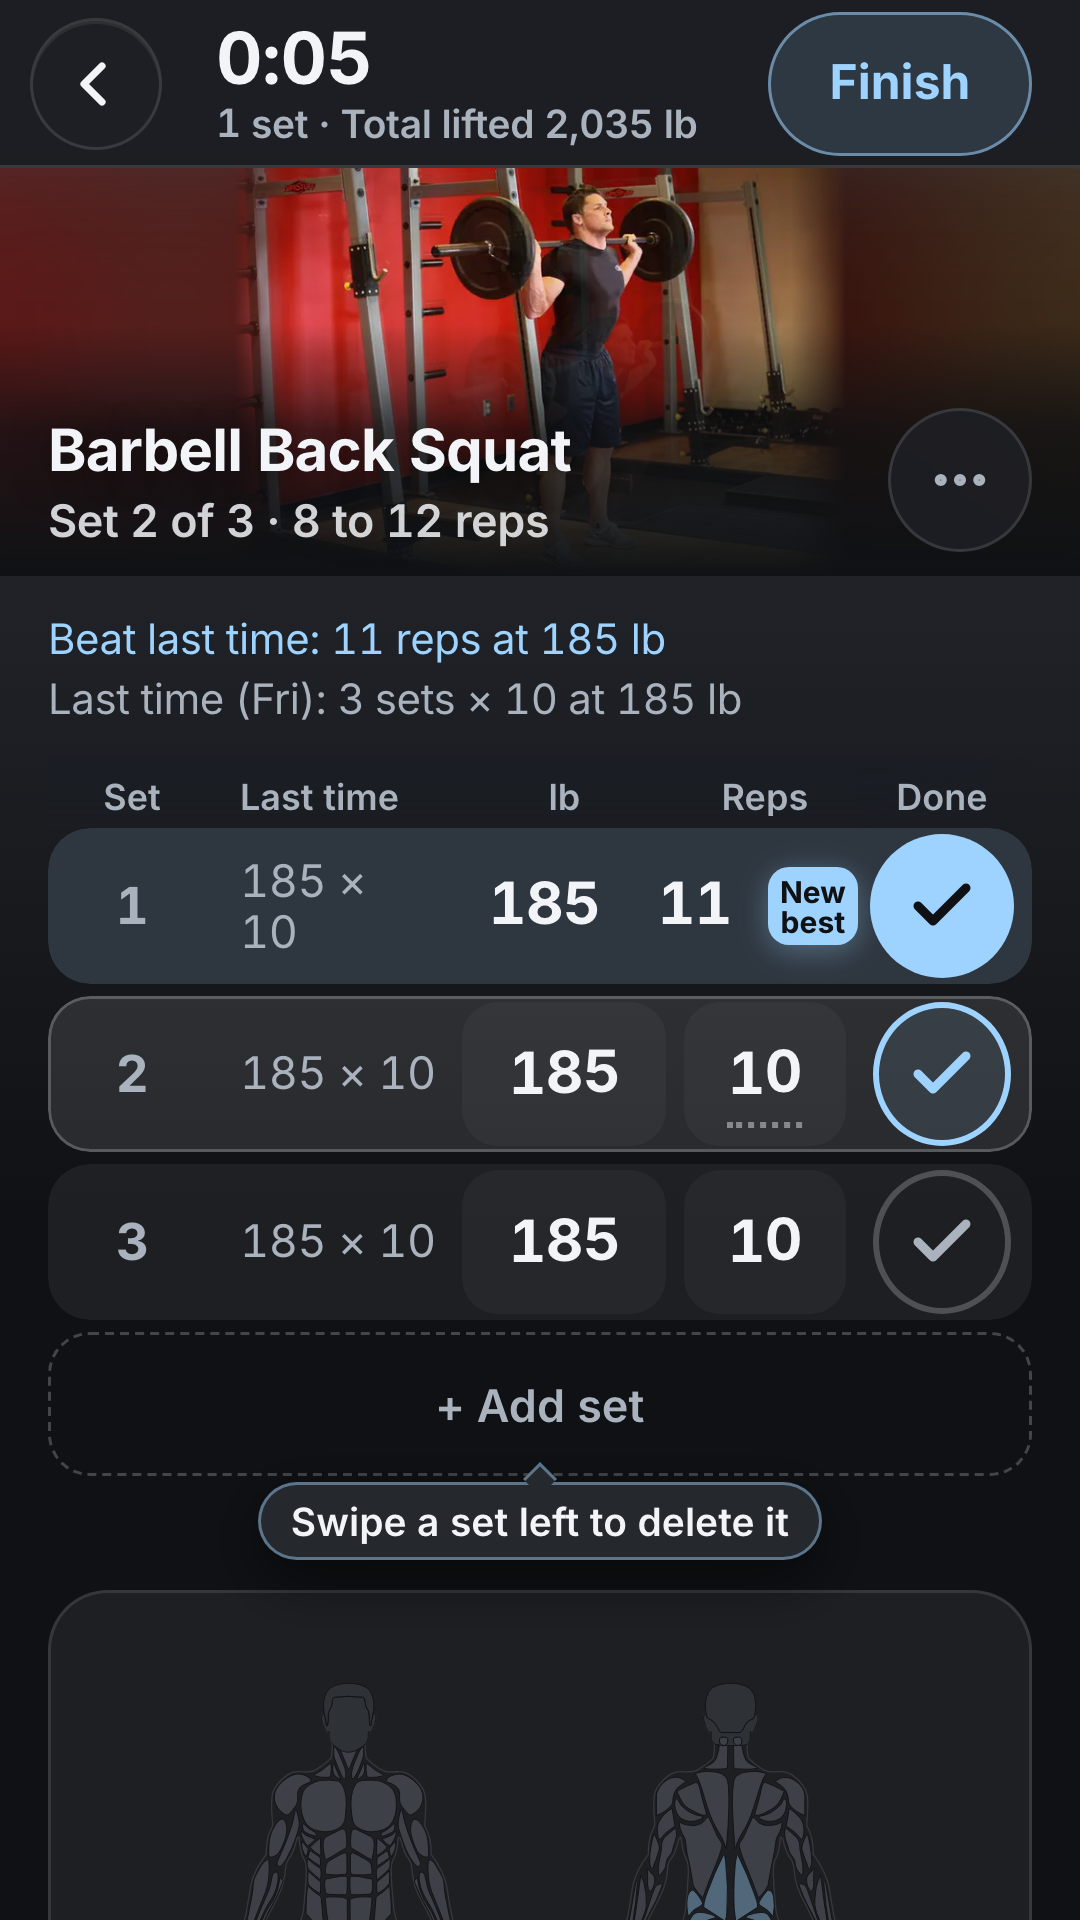 0:05
1 set · Total lifted 2,035 lb
Finish
Barbell Back Squat
Set 2 of 3 · 8 to 12 reps
Beat last time: 11 reps at 185 lb
Last time (Fri): 3 sets × 10 at 185 lb
Set Last time lb Reps Done
1 185 × 10 185 11 New best
2 185 × 10 185 10
3 185 × 10 185 10
+ Add set
Swipe a set left to delete it